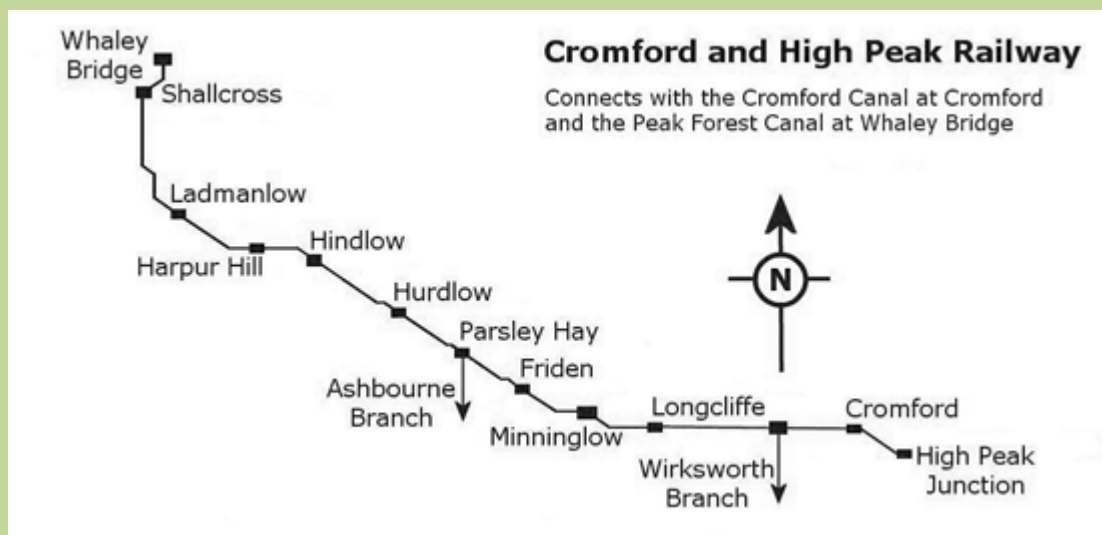 Cromford and High Peak Railway
Connects with the Cromford Canal at Cromford
and the Peak Forest Canal at Whaley Bridge
Whaley
Bridge
Shallcross
Ladmanlow
Harpur Hill
Hindlow
Hurdlow
Parsley Hay
Ashbourne
Branch
Friden
Minninglow
Longcliffe
Wirksworth
Branch
Cromford
High Peak
Junction
N